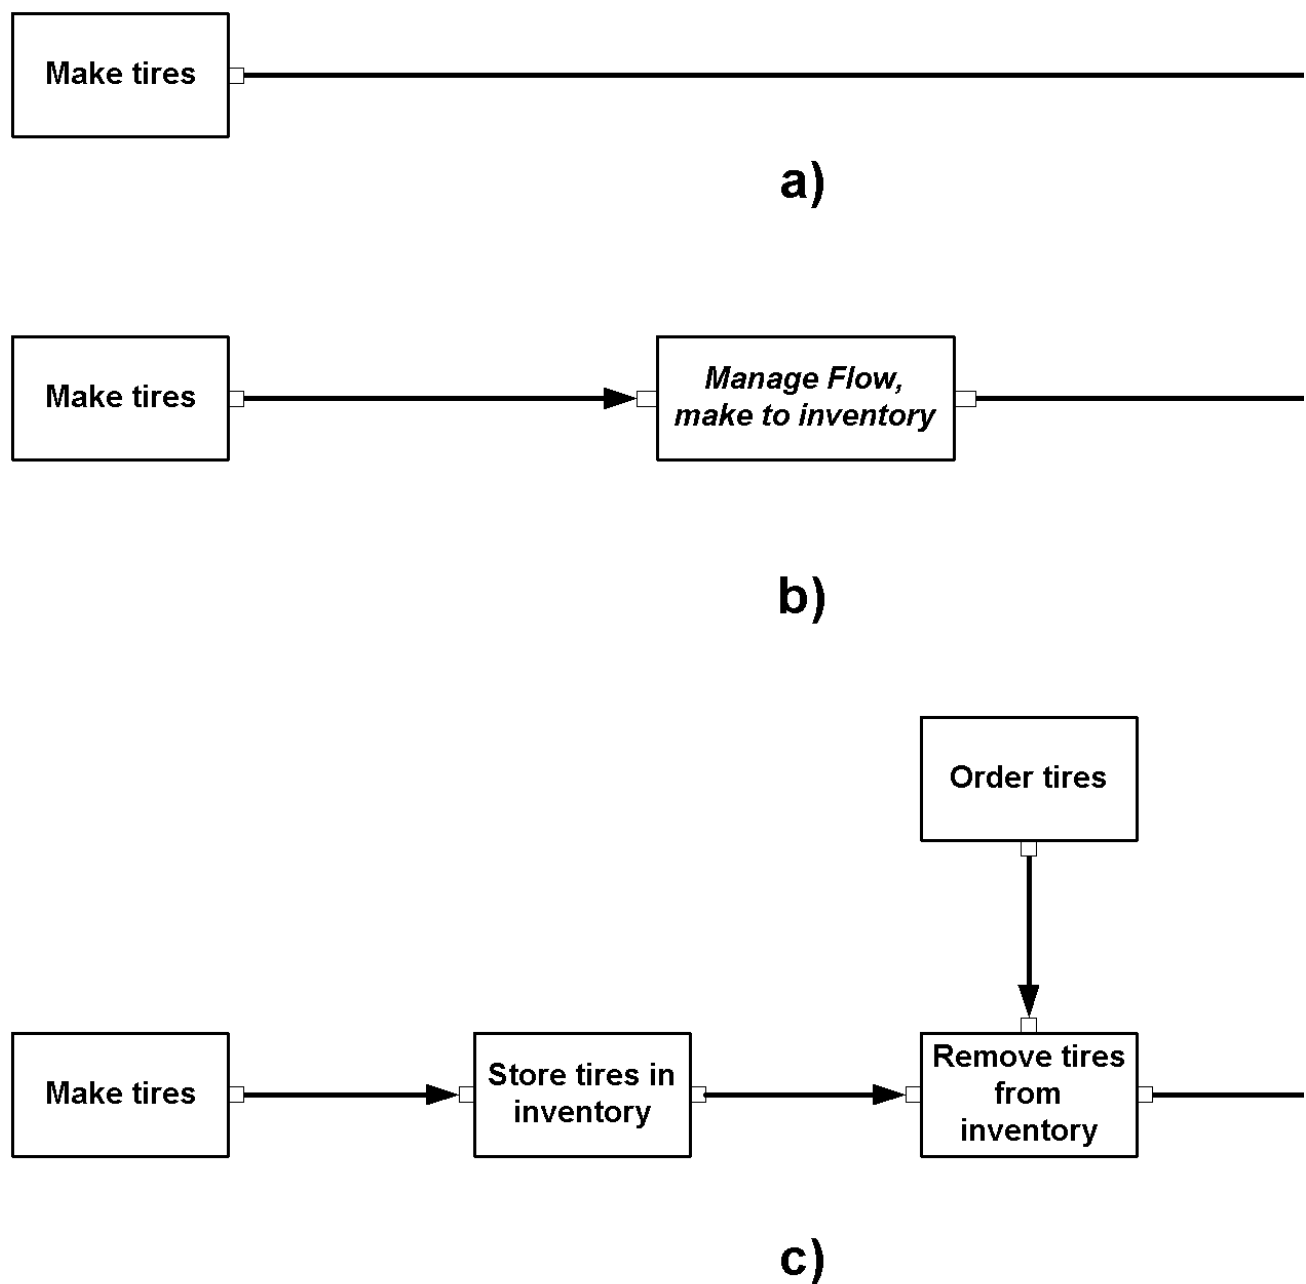 Make tires
a)
Make tires
Manage Flow,
make to inventory
b)
Order tires
Make tires
Store tires in
inventory
Remove tires
from
inventory
c)